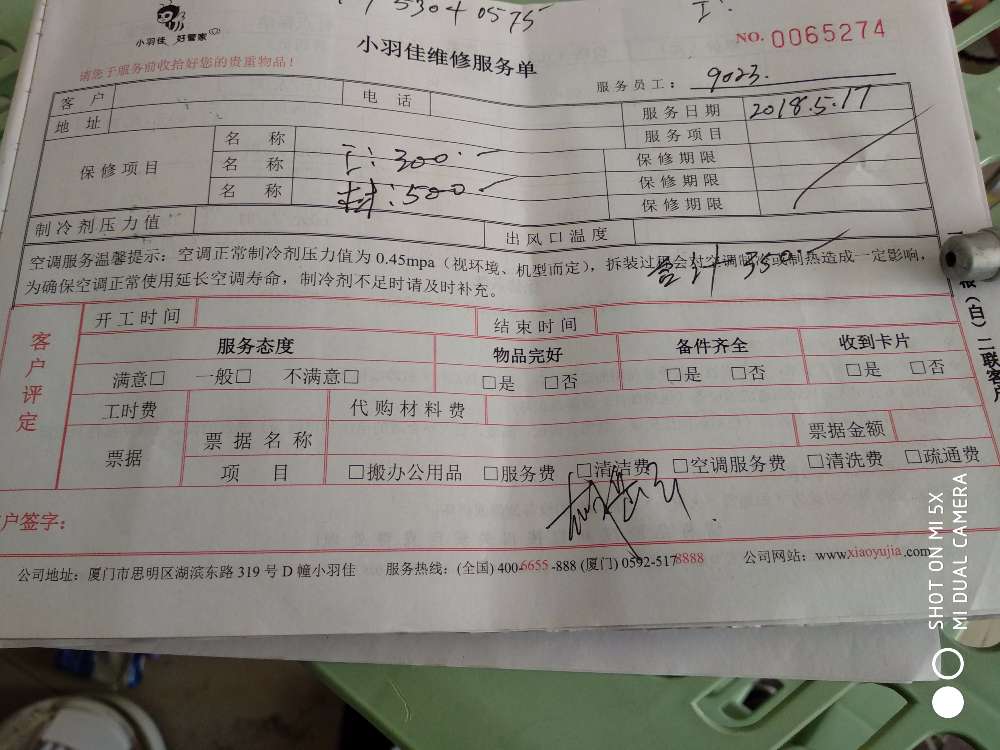 5304 0575
小羽佳 好管家
小羽佳维修服务单
NO. 0065274
请您于服务前收拾好您的贵重物品！
服务员工： 9023.
客户 电话 服务日期 2018.5.17
地址 服务项目
保修项目 名称 工：300.- 保修期限
名称 材：500- 保修期限
名称 保修期限
制冷剂压力值 出风口温度
合计
空调服务温馨提示：空调正常制冷剂压力值为 0.45mpa（视环境、机型而定），拆装过程会对空调制冷或制热造成一定影响，
为确保空调正常使用延长空调寿命，制冷剂不足时请及时补充。
客户评定
开工时间 结束时间
服务态度 物品完好 备件齐全 收到卡片
满意□ 一般□ 不满意□ □是 □否 □是 □否 □是 □否
工时费 代购材料费
票据 票据名称 票据金额
项目 □搬办公用品 □服务费 □清洁费 □空调服务费 □清洗费 □疏通费
户签字：
公司地址：厦门市思明区湖滨东路 319 号 D 幢小羽佳 服务热线：(全国) 400-6655-888 (厦门) 0592-5178888 公司网站：www.xiaoyujia.com
（白）二联客户
SHOT ON MI 5X
MI DUAL CAMERA